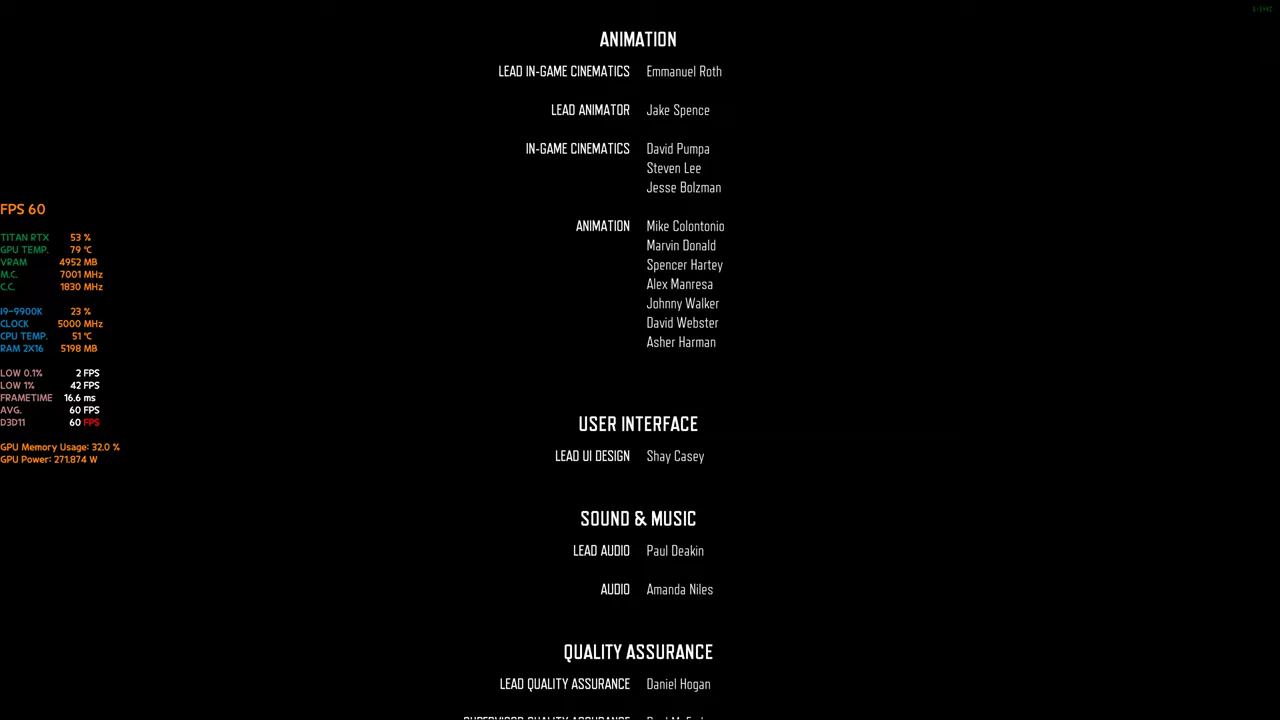 ANIMATION
LEAD IN-GAME CINEMATICS Emmanuel Roth
LEAD ANIMATOR Jake Spence
IN-GAME CINEMATICS David Pumpa
Steven Lee
Jesse Bolzman
ANIMATION Mike Colontonio
Marvin Donald
Spencer Hartey
Alex Manresa
Johnny Walker
David Webster
Asher Harman
USER INTERFACE
LEAD UI DESIGN Shay Casey
SOUND & MUSIC
LEAD AUDIO Paul Deakin
AUDIO Amanda Niles
QUALITY ASSURANCE
LEAD QUALITY ASSURANCE Daniel Hogan
FPS 60
TITAN RTX 53 %
GPU TEMP. 79 °C
VRAM 4952 MB
M.C. 7001 MHz
C.C. 1830 MHz
I9-9900K 23 %
CLOCK 5000 MHz
CPU TEMP. 51 °C
RAM 2X16 5198 MB
LOW 0.1% 2 FPS
LOW 1% 42 FPS
FRAMETIME 16.6 ms
AVG. 60 FPS
D3D11 60 FPS
GPU Memory Usage: 32.0 %
GPU Power: 271.874 W